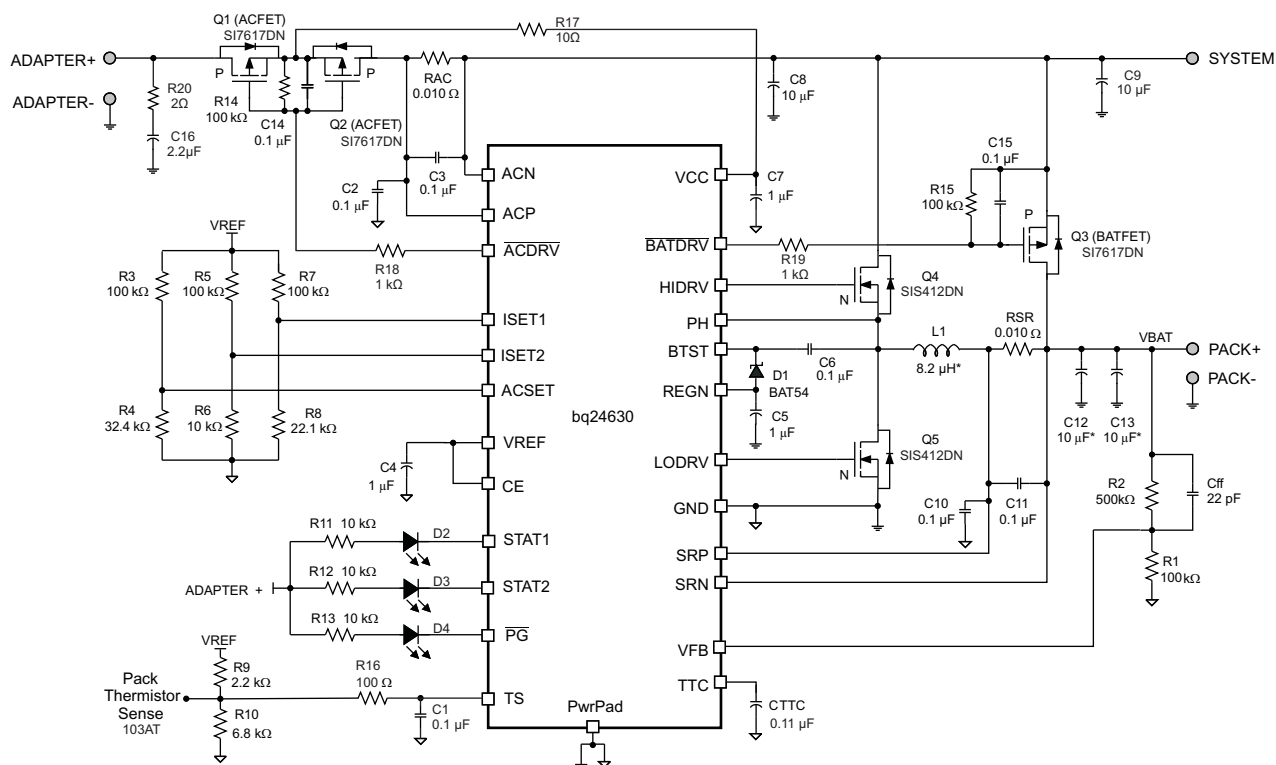 Q1 (ACFET)
SI7617DN
R17
10Ω
ADAPTER+
P
P
RAC
0.010 Ω
C8
10 µF
C9
10 µF
SYSTEM
ADAPTER-
R20
2Ω
R14
100 kΩ
C14
0.1 µF
Q2 (ACFET)
SI7617DN
C16
2.2µF
C3
0.1 µF
C2
0.1 µF
ACN
VCC
C7
1 µF
C15
0.1 µF
R15
100 kΩ
P
ACP
VREF
R18
1 kΩ
ACDRV
BATDRV
R19
1 kΩ
Q3 (BATFET)
SI7617DN
R3
100 kΩ
R5
100 kΩ
R7
100 kΩ
HIDRV
N
Q4
SIS412DN
ISET1
PH
RSR
0.010 Ω
L1
8.2 µH*
VBAT
PACK+
PACK-
ISET2
BTST
C6
0.1 µF
D1
BAT54
ACSET
REGN
C5
1 µF
bq24630
R4
32.4 kΩ
R6
10 kΩ
R8
22.1 kΩ
C12
10 µF*
C13
10 µF*
VREF
C4
1 µF
CE
LODRV
N
Q5
SIS412DN
R2
500kΩ
Cff
22 pF
GND
C10
0.1 µF
C11
0.1 µF
R11 10 kΩ
D2
STAT1
SRP
ADAPTER +
R12 10 kΩ
D3
STAT2
SRN
R1
100kΩ
R13 10 kΩ
D4
PG
VFB
VREF
R9
2.2 kΩ
R16
100 Ω
Pack
Thermistor
Sense
103AT
R10
6.8 kΩ
C1
0.1 µF
TS
TTC
CTTC
0.11 µF
PwrPad